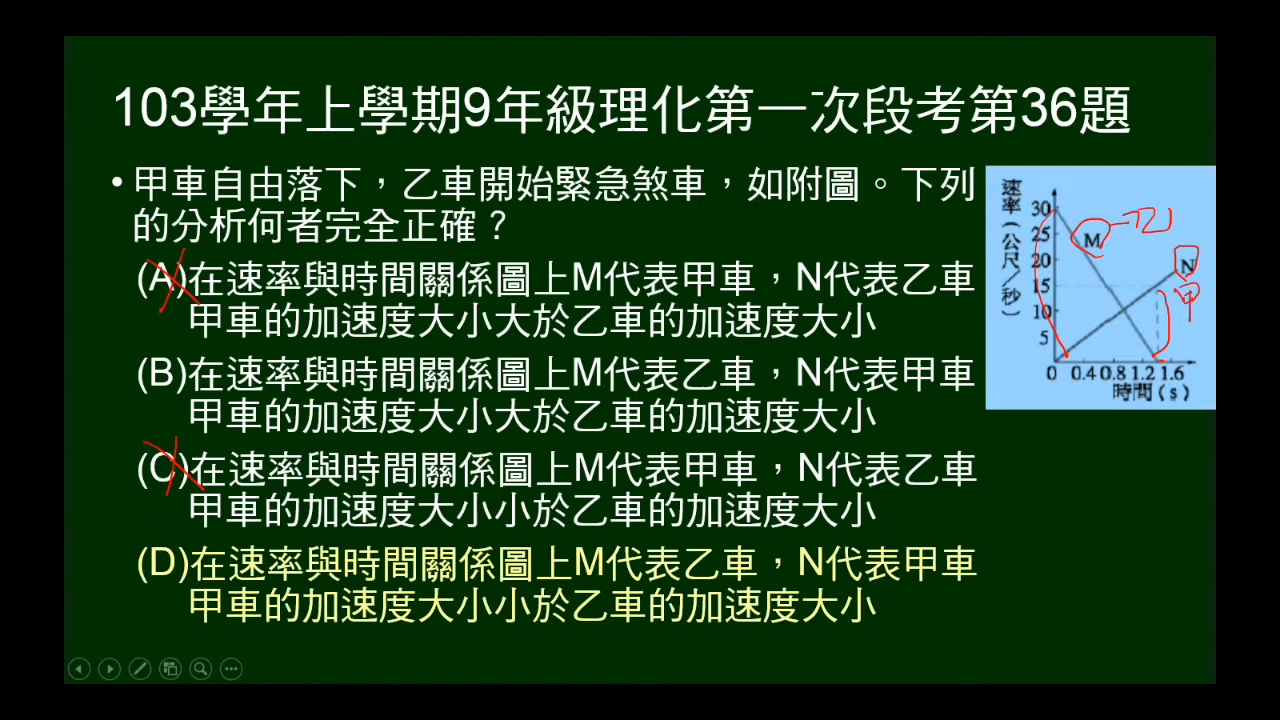 103學年上學期9年級理化第一次段考第36題
• 甲車自由落下，乙車開始緊急煞車，如附圖。下列
的分析何者完全正確？
(A)在速率與時間關係圖上M代表甲車，N代表乙車
甲車的加速度大小大於乙車的加速度大小
(B)在速率與時間關係圖上M代表乙車，N代表甲車
甲車的加速度大小大於乙車的加速度大小
(C)在速率與時間關係圖上M代表甲車，N代表乙車
甲車的加速度大小小於乙車的加速度大小
(D)在速率與時間關係圖上M代表乙車，N代表甲車
甲車的加速度大小小於乙車的加速度大小
速率(公尺/秒)
30
25
20
15
10
5
M
乙
N
甲
0 0.4 0.8 1.2 1.6
時間(s)